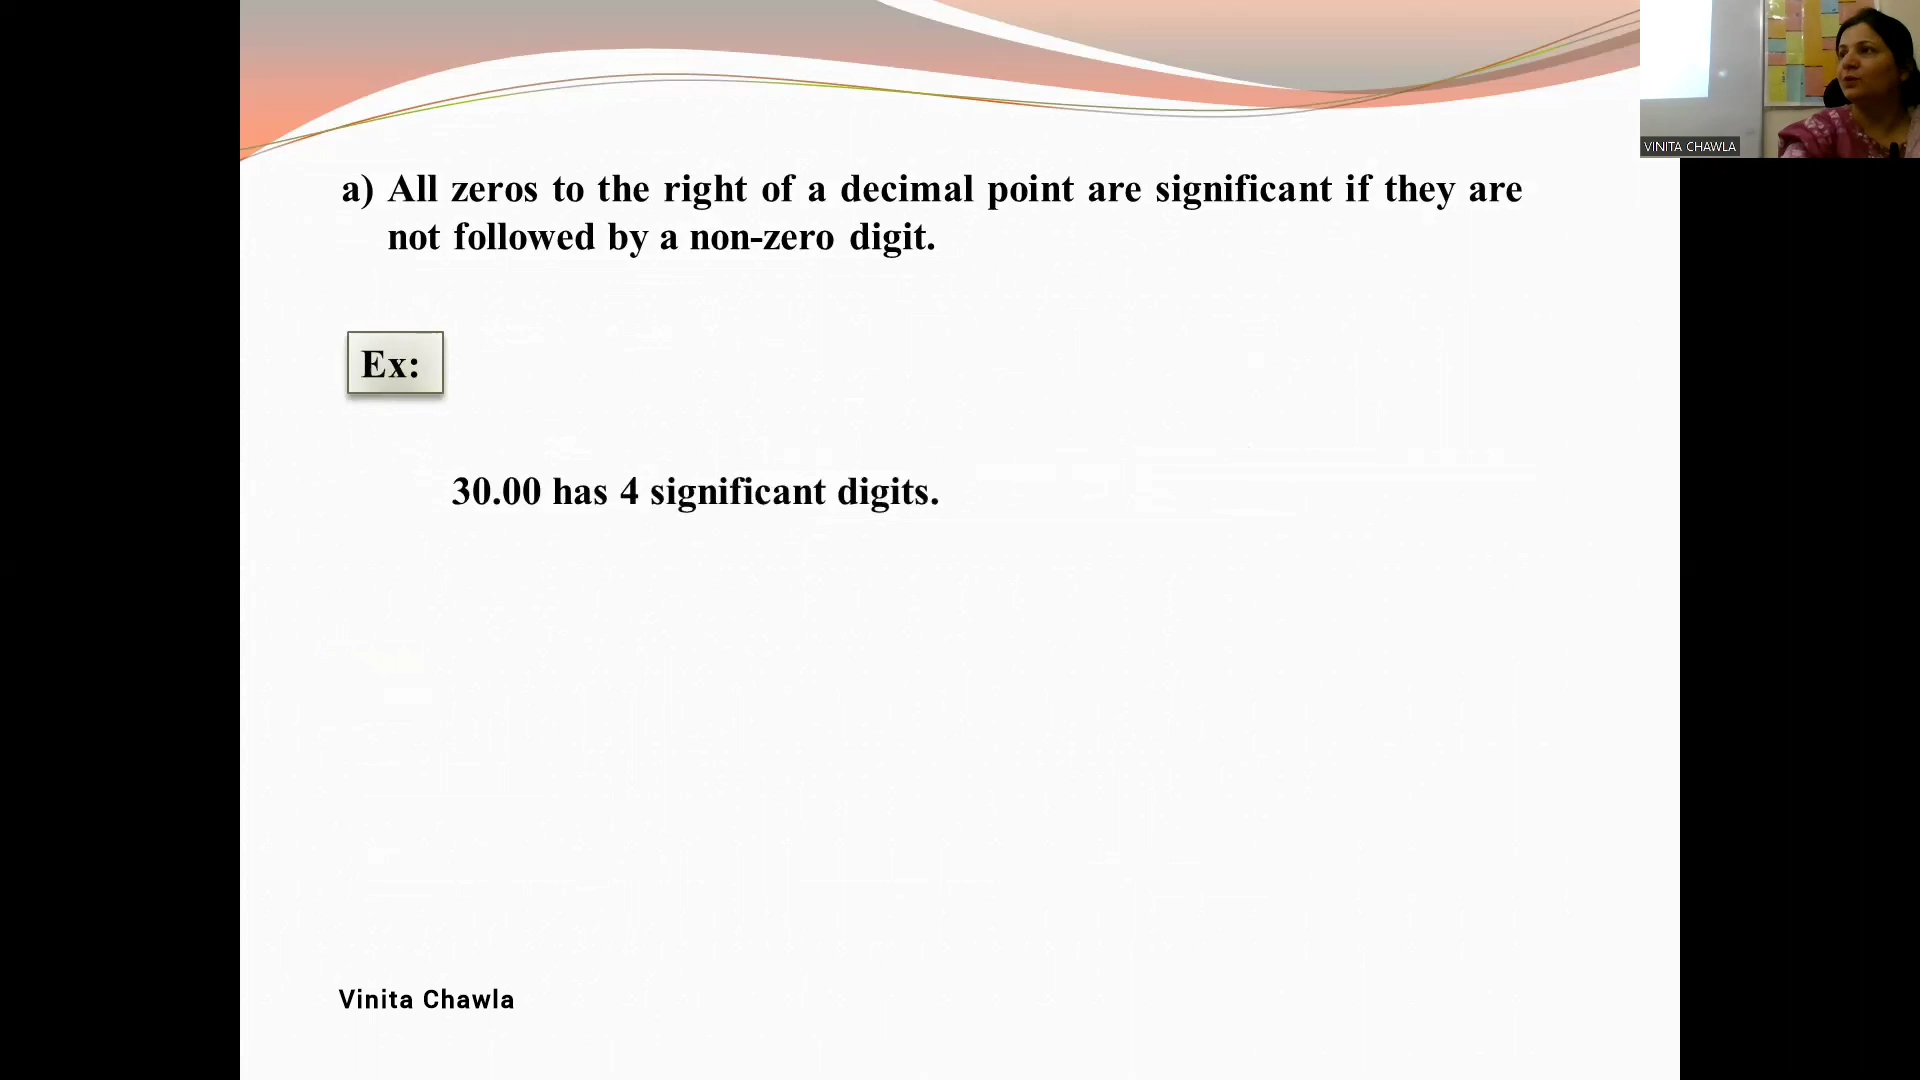 VINITA CHAWLA
a) All zeros to the right of a decimal point are significant if they are
not followed by a non-zero digit.
Ex:
30.00 has 4 significant digits.
Vinita Chawla